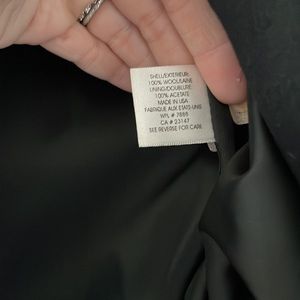 SHELL/EXTERIEUR:
100% WOOL/LAINE
LINING/DOUBLURE:
100% ACETATE
MADE IN USA
FABRIQUE AUX ETATS-UNIS
WPL # 7888
CA # 23147
SEE REVERSE FOR CARE